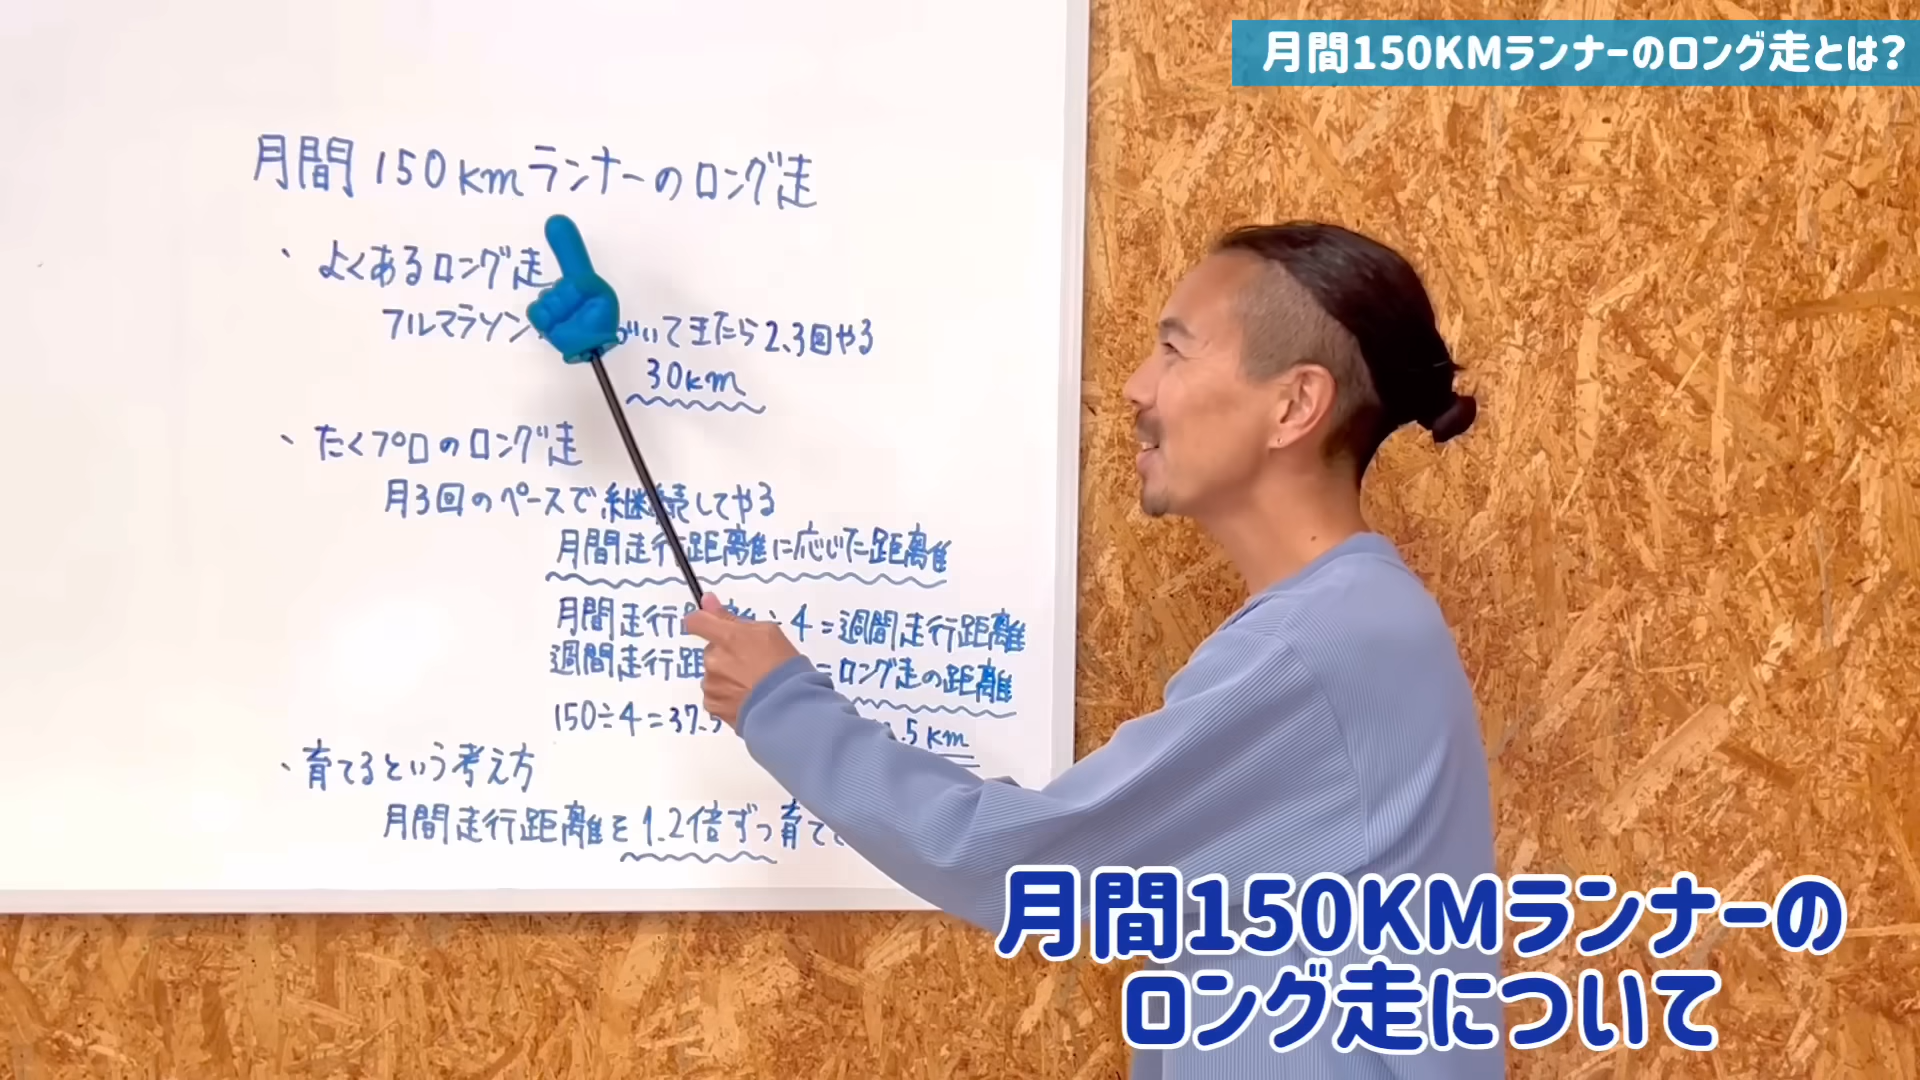 月間150KMランナーのロング走とは?
月間150kmランナーのロング走
・よくあるロング走
フルマラソン づいてきたら2、3回やる
30km
・たくプロのロング走
月3回のペースで継続してやる
月間走行距離に応じた距離
月間走行距離÷4=週間走行距離
週間走行距 =ロング走の距離
150÷4=37.5 .5km
・育てるという考え方
月間走行距離を1.2倍ずつ育て
月間150KMランナーの
ロング走について